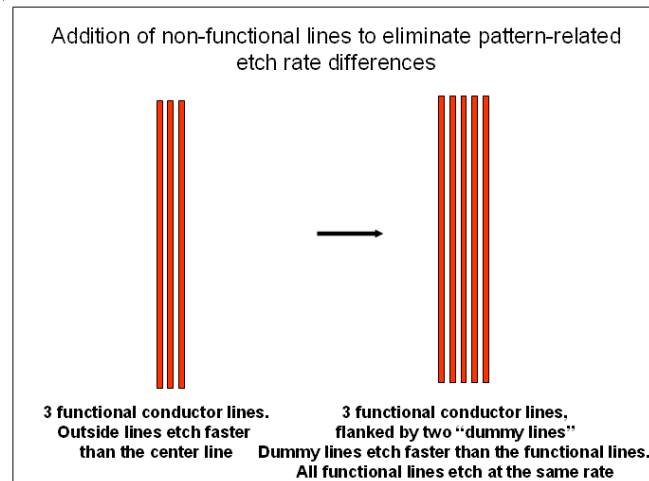 Addition of non-functional lines to eliminate pattern-related
etch rate differences
3 functional conductor lines.
Outside lines etch faster
than the center line
3 functional conductor lines,
flanked by two “dummy lines”
Dummy lines etch faster than the functional lines.
All functional lines etch at the same rate